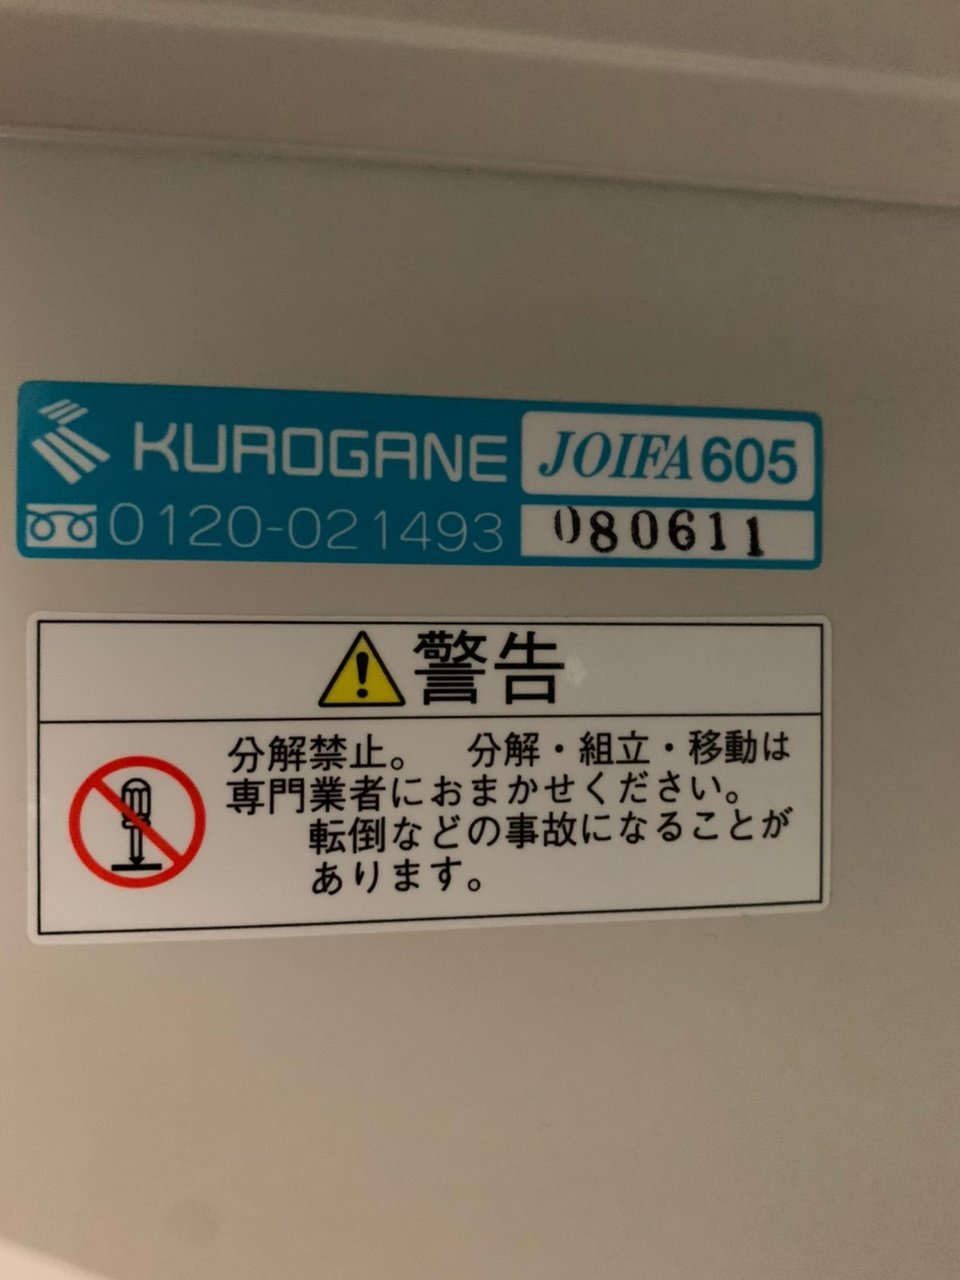 KUROGANE JOIFA 605
0120-021493 080611
警告
分解禁止。 分解・組立・移動は
専門業者におまかせください。
転倒などの事故になることが
あります。